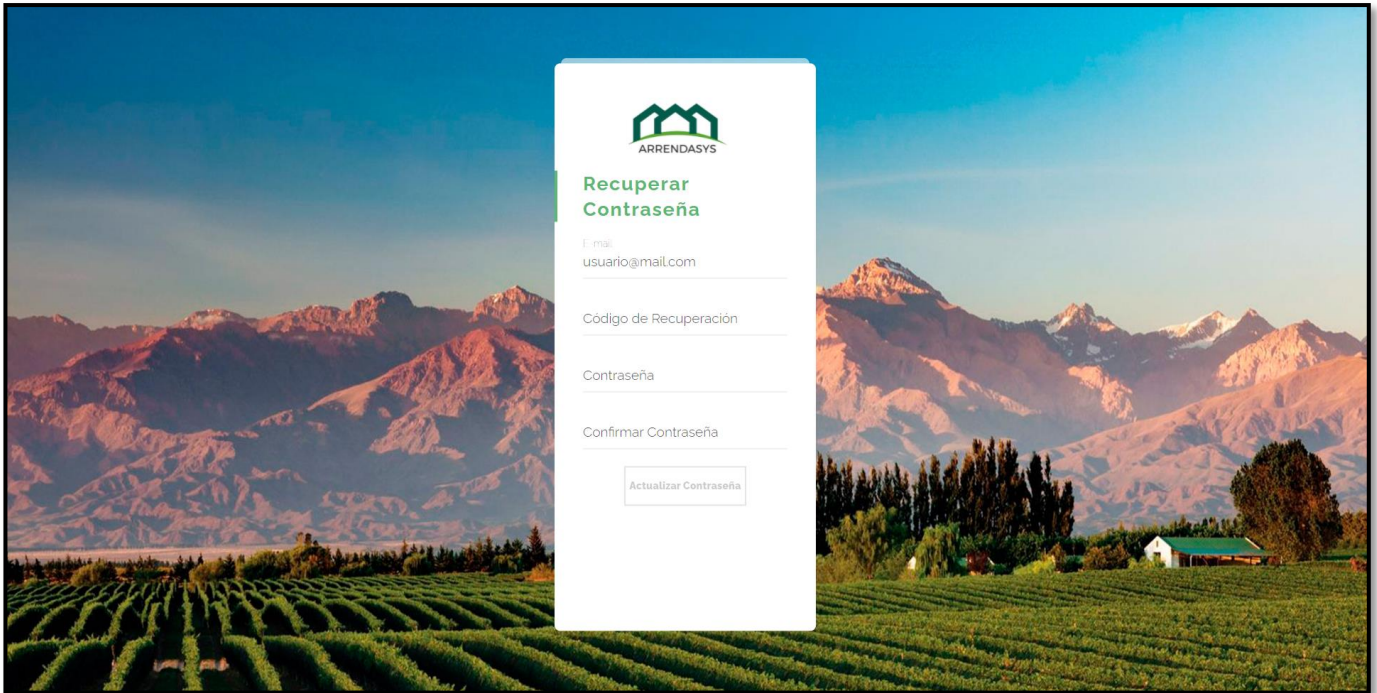 ARRENDASYS
Recuperar
Contraseña
E-mail
usuario@mail.com
Código de Recuperación
Contraseña
Confirmar Contraseña
Actualizar Contraseña